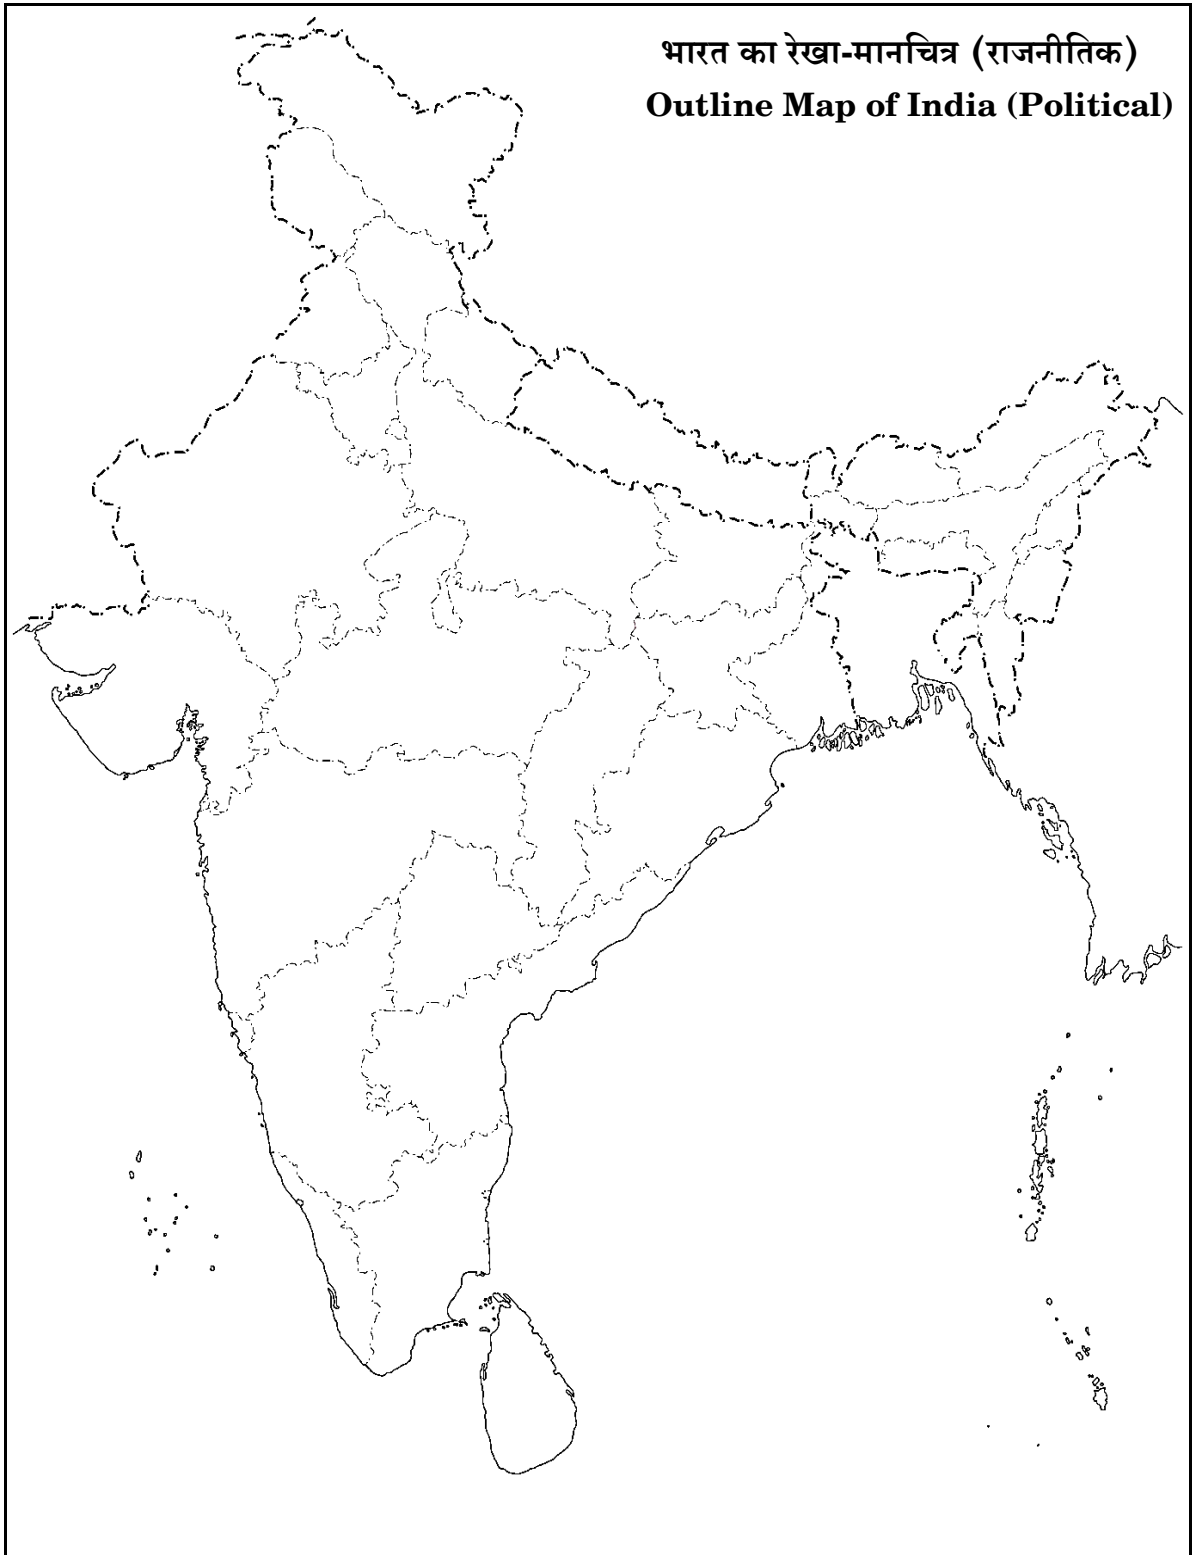 भारत का रेखा-मानचित्र (राजनीतिक)
Outline Map of India (Political)